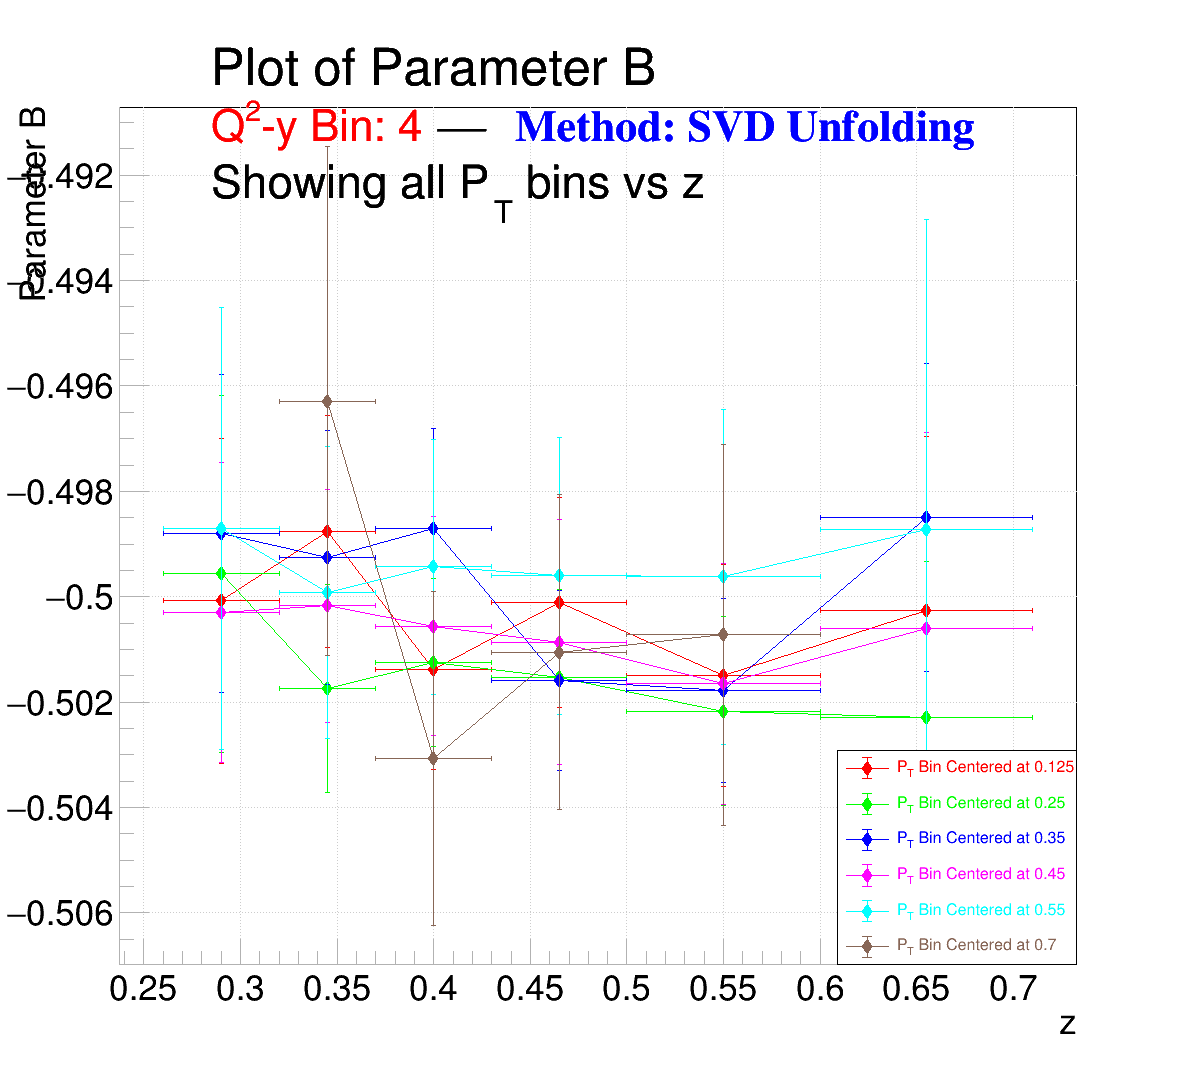 Plot of Parameter B
Q2-y Bin: 4 — Method: SVD Unfolding
Showing all PT bins vs z
Parameter B
−0.492
−0.494
−0.496
−0.498
−0.5
−0.502
−0.504
−0.506
PT Bin Centered at 0.125
PT Bin Centered at 0.25
PT Bin Centered at 0.35
PT Bin Centered at 0.45
PT Bin Centered at 0.55
PT Bin Centered at 0.7
0.25 0.3 0.35 0.4 0.45 0.5 0.55 0.6 0.65 0.7
z